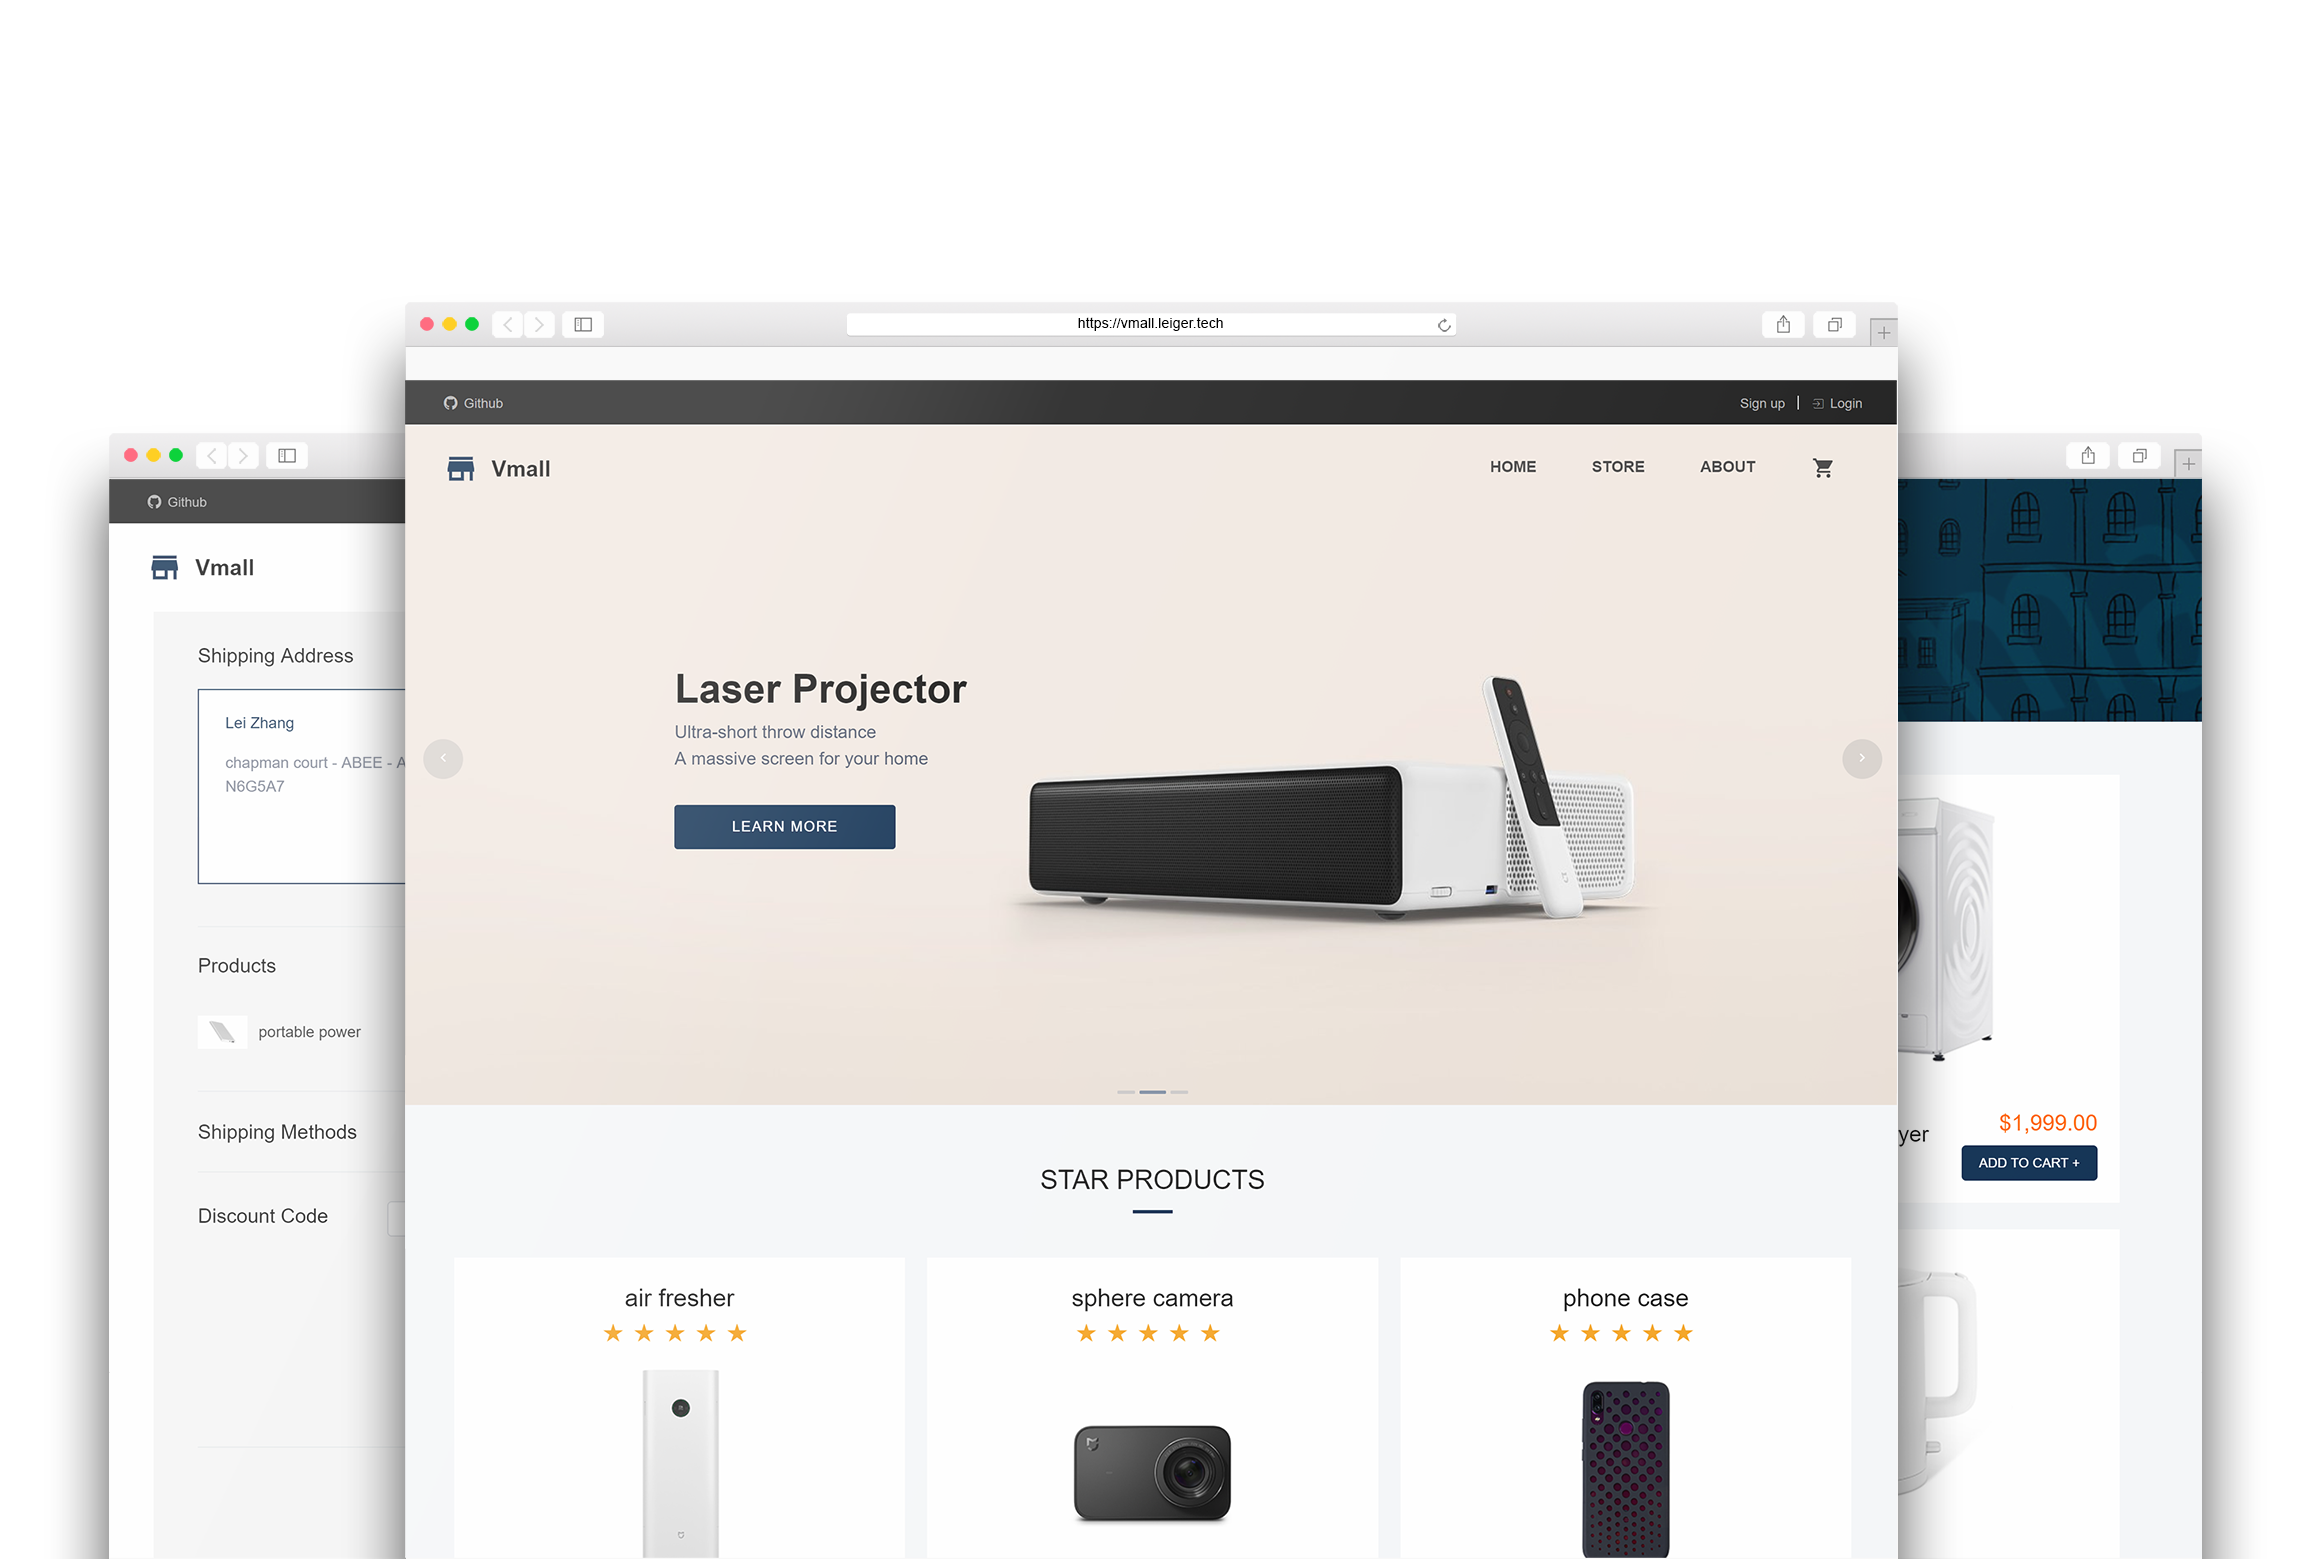 https://vmall.leiger.tech
Github
Sign up | Login
Vmall
HOME
STORE
ABOUT
Laser Projector
Ultra-short throw distance
A massive screen for your home
LEARN MORE
STAR PRODUCTS
air fresher
sphere camera
phone case
Github
Vmall
Shipping Address
Lei Zhang
chapman court - ABEE - A
N6G5A7
Products
portable power
Shipping Methods
Discount Code
yer
$1,999.00
ADD TO CART +